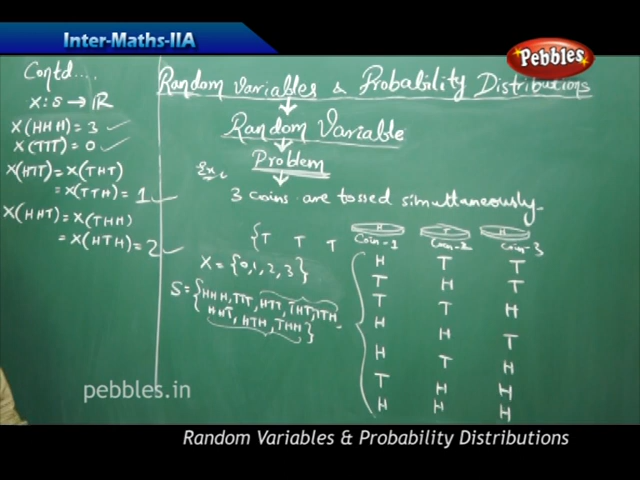 Inter-Maths-IIA
Pebbles
Contd....
X: S → R
X(HHH) = 3 ✓
X(TTT) = 0 ✓
X(HTT) = X(THT)
= X(TTH) = 1 ✓
X(HHT) = X(THH)
= X(HTH) = 2 ✓
Random Variables & Probability Distributions
Random Variable
Problem
Ex:
3 coins are tossed simultaneously.
{T T T
X = {0,1,2,3}
S = {HHH, TTT, HTT, THT, TTH,
HHT, HTH, THH}
H T H
Coin-1 Coin-2 Coin-3
H T T
T H T
T T H
H H T
H T H
T H H
H H H
pebbles.in
Random Variables & Probability Distributions